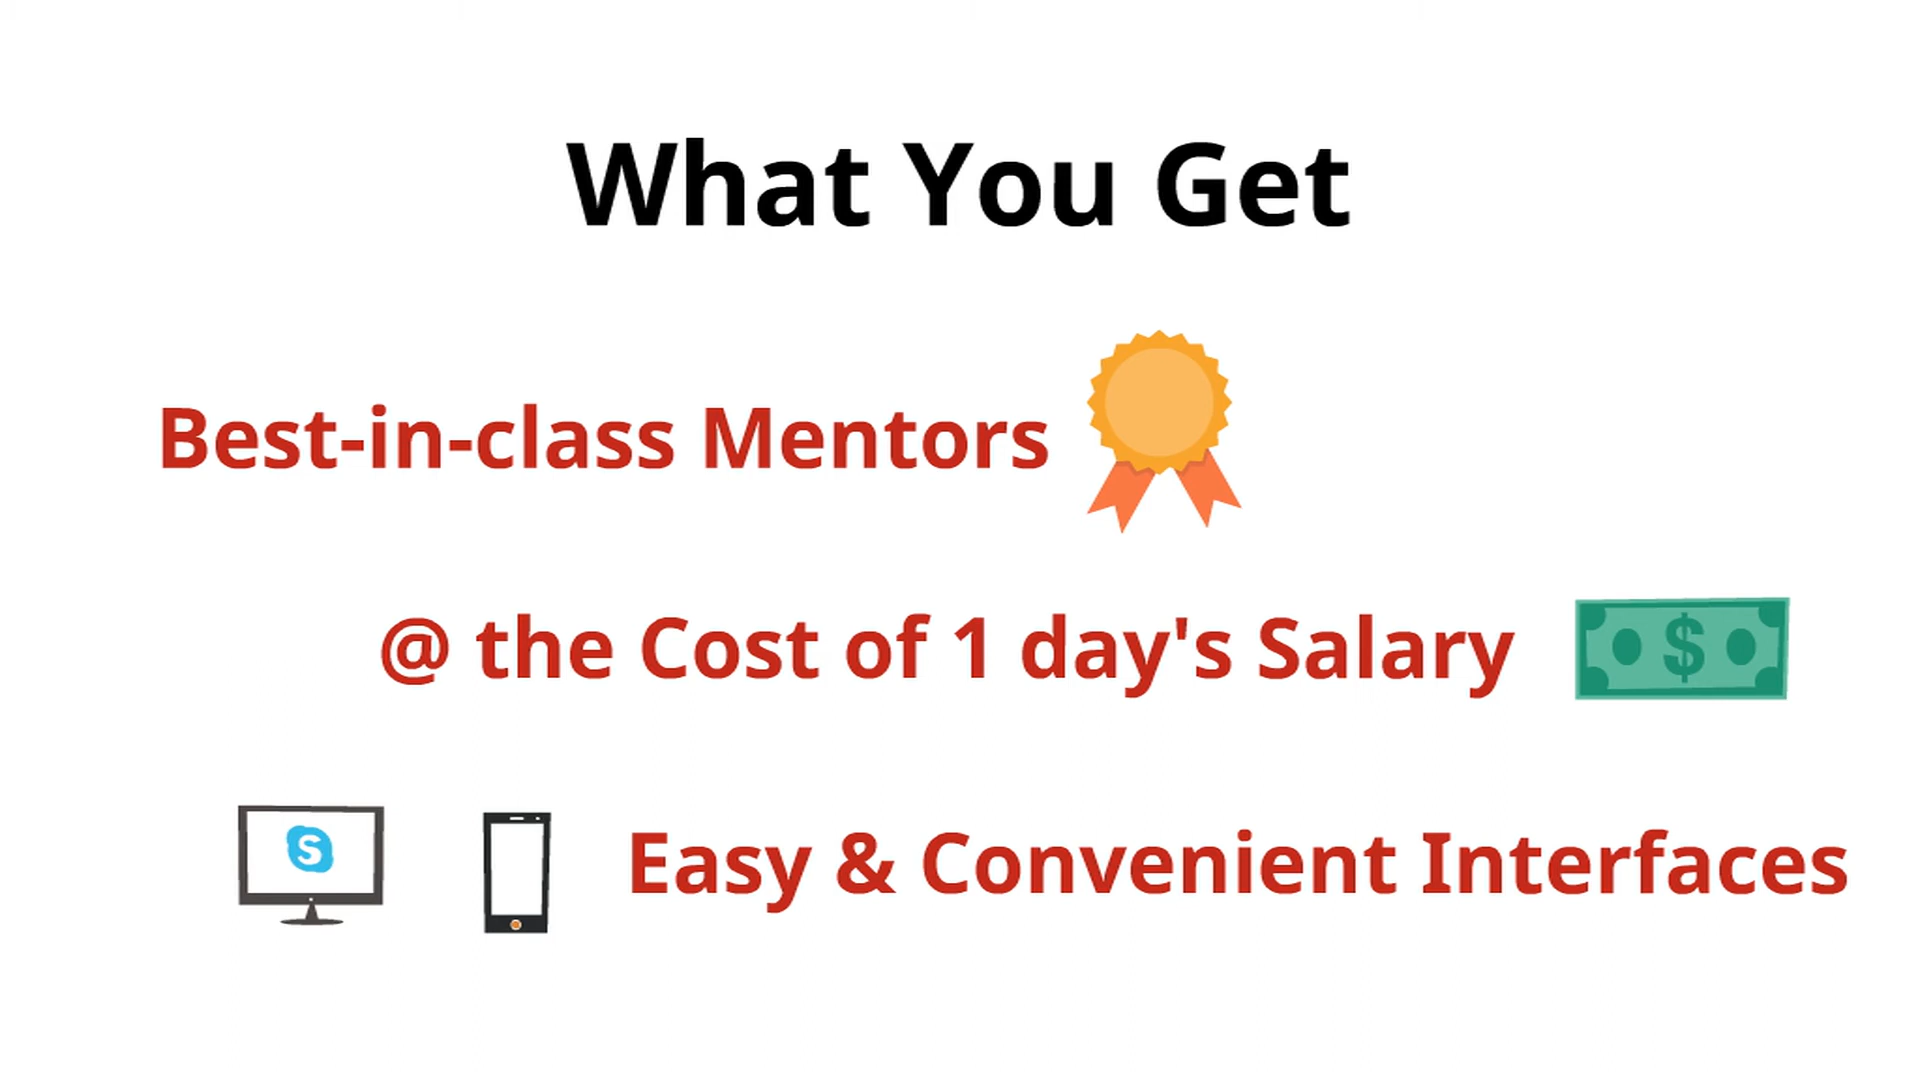 What You Get
Best-in-class Mentors
@ the Cost of 1 day's Salary
$
S
Easy & Convenient Interfaces